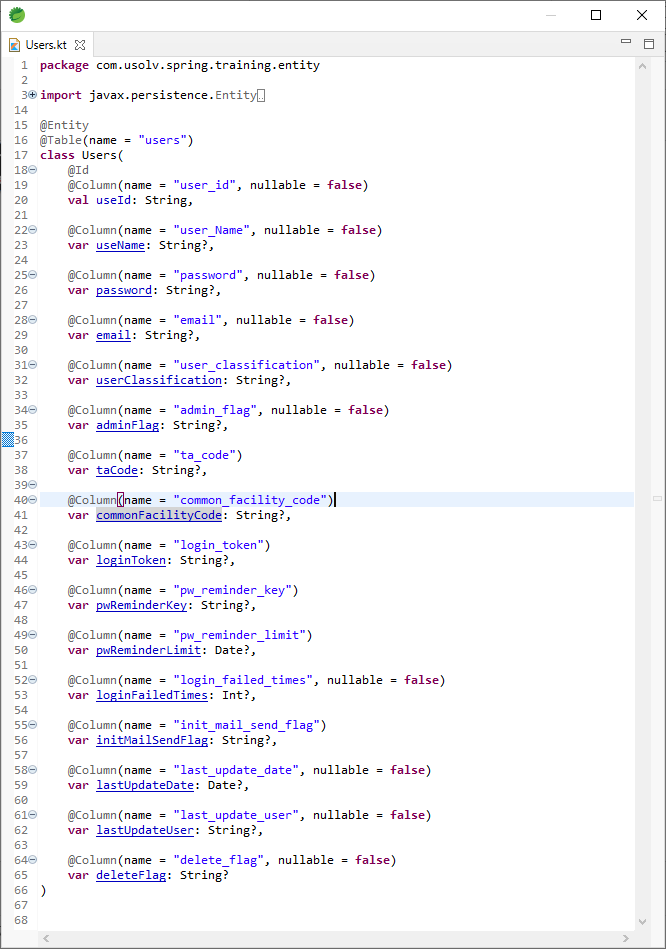 Users.kt
1 package com.usolv.spring.training.entity
2
3 import javax.persistence.Entity
14
15 @Entity
16 @Table(name = "users")
17 class Users(
18 @Id
19 @Column(name = "user_id", nullable = false)
20 val useId: String,
21
22 @Column(name = "user_Name", nullable = false)
23 var useName: String?,
24
25 @Column(name = "password", nullable = false)
26 var password: String?,
27
28 @Column(name = "email", nullable = false)
29 var email: String?,
30
31 @Column(name = "user_classification", nullable = false)
32 var userClassification: String?,
33
34 @Column(name = "admin_flag", nullable = false)
35 var adminFlag: String?,
36
37 @Column(name = "ta_code")
38 var taCode: String?,
39
40 @Column(name = "common_facility_code")
41 var commonFacilityCode: String?,
42
43 @Column(name = "login_token")
44 var loginToken: String?,
45
46 @Column(name = "pw_reminder_key")
47 var pwReminderKey: String?,
48
49 @Column(name = "pw_reminder_limit")
50 var pwReminderLimit: Date?,
51
52 @Column(name = "login_failed_times", nullable = false)
53 var loginFailedTimes: Int?,
54
55 @Column(name = "init_mail_send_flag")
56 var initMailSendFlag: String?,
57
58 @Column(name = "last_update_date", nullable = false)
59 var lastUpdateDate: Date?,
60
61 @Column(name = "last_update_user", nullable = false)
62 var lastUpdateUser: String?,
63
64 @Column(name = "delete_flag", nullable = false)
65 var deleteFlag: String?
66 )
67
68